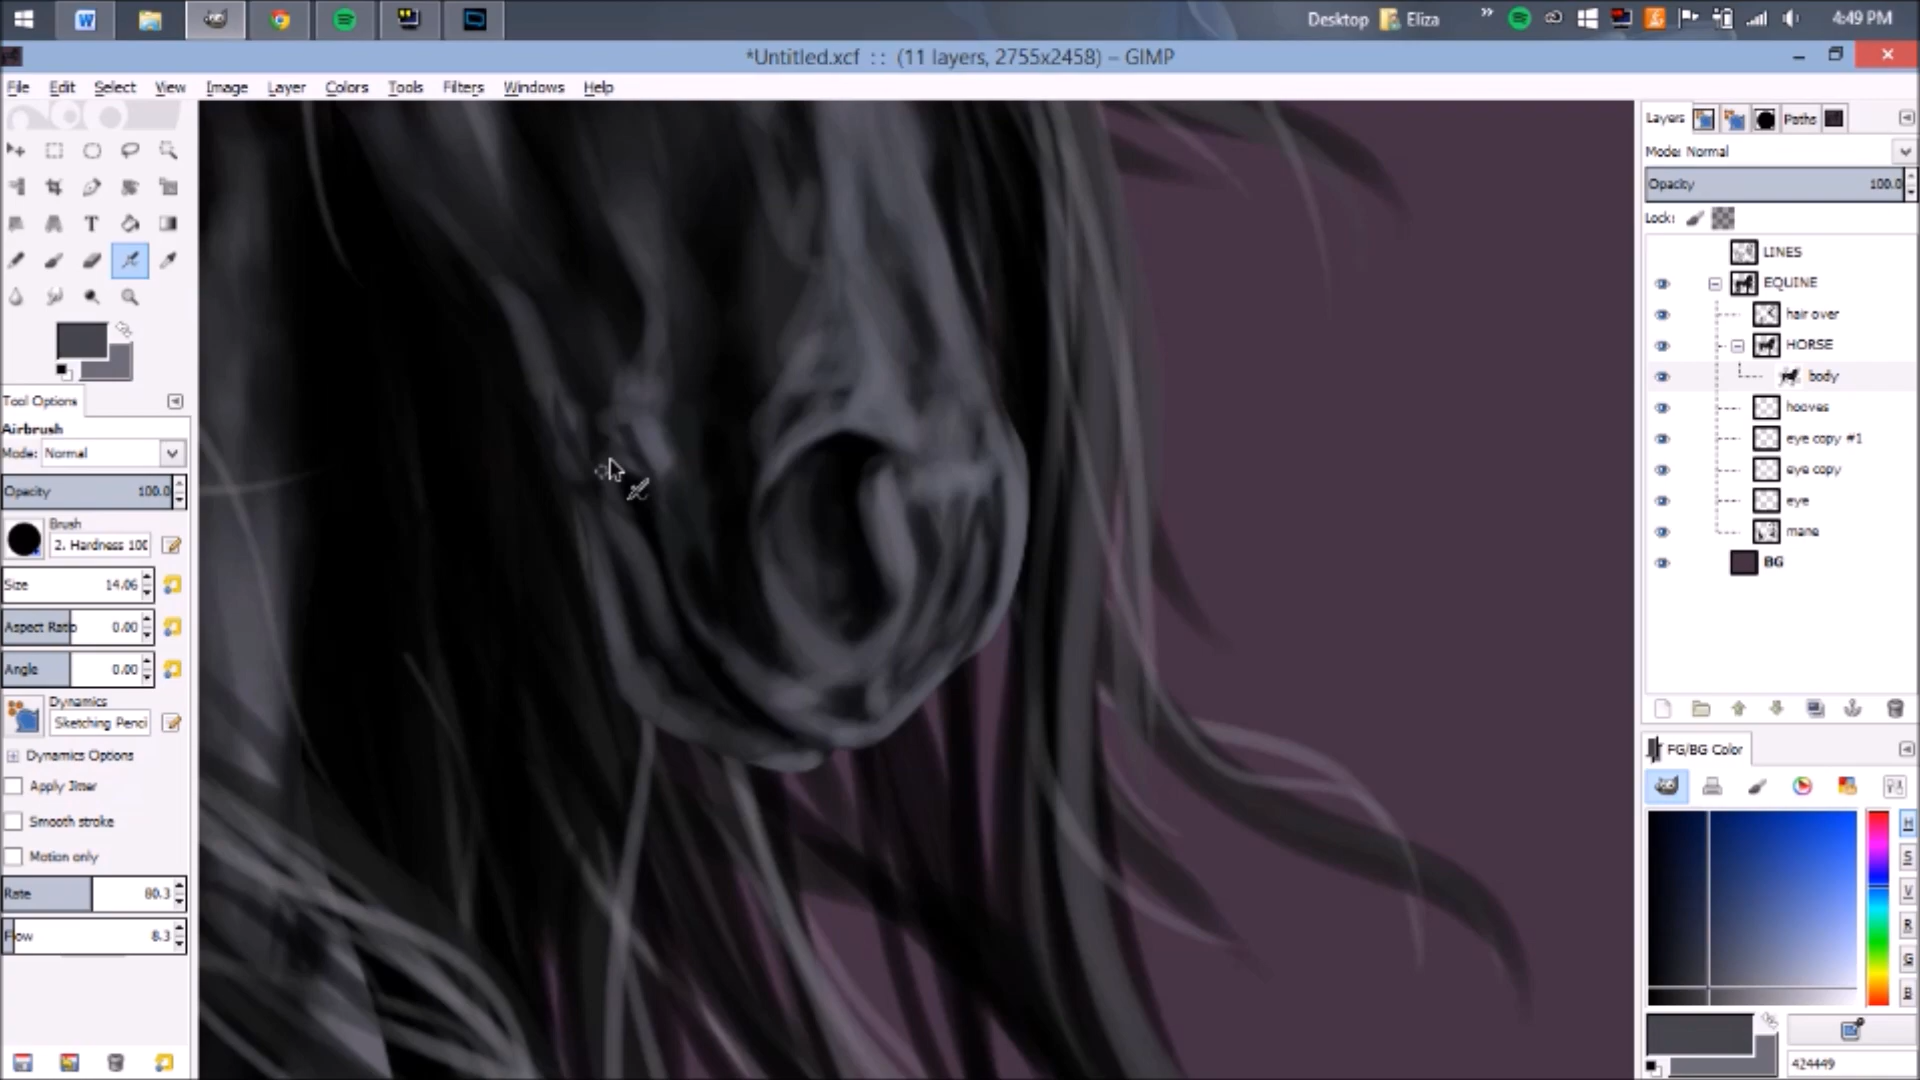 Desktop
Eliza
4:49 PM
*Untitled.xcf :: (11 layers, 2755x2458) – GIMP
File Edit Select View Image Layer Colors Tools Filters Windows Help
Layers
Paths
Mode: Normal
Opacity 100.0
Lock:
LINES
EQUINE
hair over
HORSE
body
hooves
eye copy #1
eye copy
eye
mane
BG
Tool Options
Airbrush
Mode: Normal
Opacity 100.0
Brush
2. Hardness 100
Size 14.06
Aspect Ratio 0.00
Angle 0.00
Dynamics
Sketching Penci
Dynamics Options
Apply Jitter
Smooth stroke
Motion only
Rate 80.3
Flow 8.3
FG/BG Color
H
S
V
R
G
B
424449